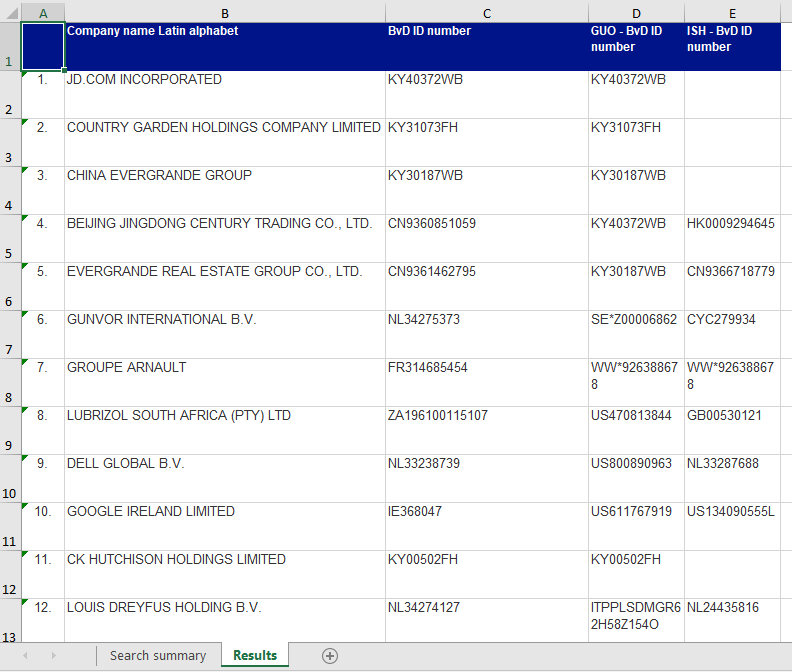 A B C D E
1 Company name Latin alphabet BvD ID number GUO - BvD ID number ISH - BvD ID number
2 1. JD.COM INCORPORATED KY40372WB KY40372WB
3 2. COUNTRY GARDEN HOLDINGS COMPANY LIMITED KY31073FH KY31073FH
4 3. CHINA EVERGRANDE GROUP KY30187WB KY30187WB
5 4. BEIJING JINGDONG CENTURY TRADING CO., LTD. CN9360851059 KY40372WB HK0009294645
6 5. EVERGRANDE REAL ESTATE GROUP CO., LTD. CN9361462795 KY30187WB CN9366718779
7 6. GUNVOR INTERNATIONAL B.V. NL34275373 SE*Z00006862 CYC279934
8 7. GROUPE ARNAULT FR314685454 WW*926388678 WW*926388678
9 8. LUBRIZOL SOUTH AFRICA (PTY) LTD ZA196100115107 US470813844 GB00530121
10 9. DELL GLOBAL B.V. NL33238739 US800890963 NL33287688
11 10. GOOGLE IRELAND LIMITED IE368047 US611767919 US134090555L
12 11. CK HUTCHISON HOLDINGS LIMITED KY00502FH KY00502FH
13 12. LOUIS DREYFUS HOLDING B.V. NL34274127 ITPPLSDMGR62H58Z154O NL24435816
Search summary Results